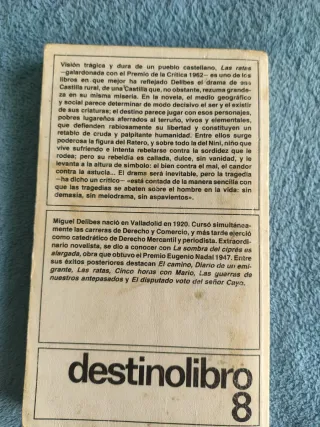 Visión trágica y dura de un pueblo castellano, Las ratas
—galardonada con el Premio de la Crítica 1962— es uno de los
libros en que mejor ha reflejado Delibes el drama de una
Castilla rural, de una Castilla que, no obstante, rezuma grande-
za en su misma miseria. En la novela, el medio geográfico
y social parece determinar de modo decisivo el ser y el existir
de sus criaturas; el destino parece jugar con esos personajes,
pobres lugareños aferrados al terruño, vivos y elementales,
que defienden rabiosamente su libertad y constituyen un
retablo de cruda y palpitante humanidad. Entre ellos surge
poderosa la figura del Ratero, y sobre todo la del Nini, niño que
vive sufriendo e intenta rebelarse contra la sordidez que le
rodea; pero su rebeldía es callada, dulce, sin vanidad, y le
levanta a la altura de símbolo: el bien contra el mal, el candor
contra la astucia... El drama será inevitable, pero la tragedia
—ha dicho un crítico— «está contada de la manera sencilla con
que las tragedias se abaten sobre el hombre en la vida: sin
demasía, sin melodrama, sin aspavientos».
Miguel Delibes nació en Valladolid en 1920. Cursó simultánea-
mente las carreras de Derecho y Comercio, y más tarde ejerció
como catedrático de Derecho Mercantil y periodista. Extraordi-
nario novelista, se dio a conocer con La sombra del ciprés es
alargada, obra que obtuvo el Premio Eugenio Nadal 1947. Entre
sus éxitos posteriores destacan El camino, Diario de un emi-
grante, Las ratas, Cinco horas con Mario, Las guerras de
nuestros antepasados y El disputado voto del señor Cayo.
destinolibro
8